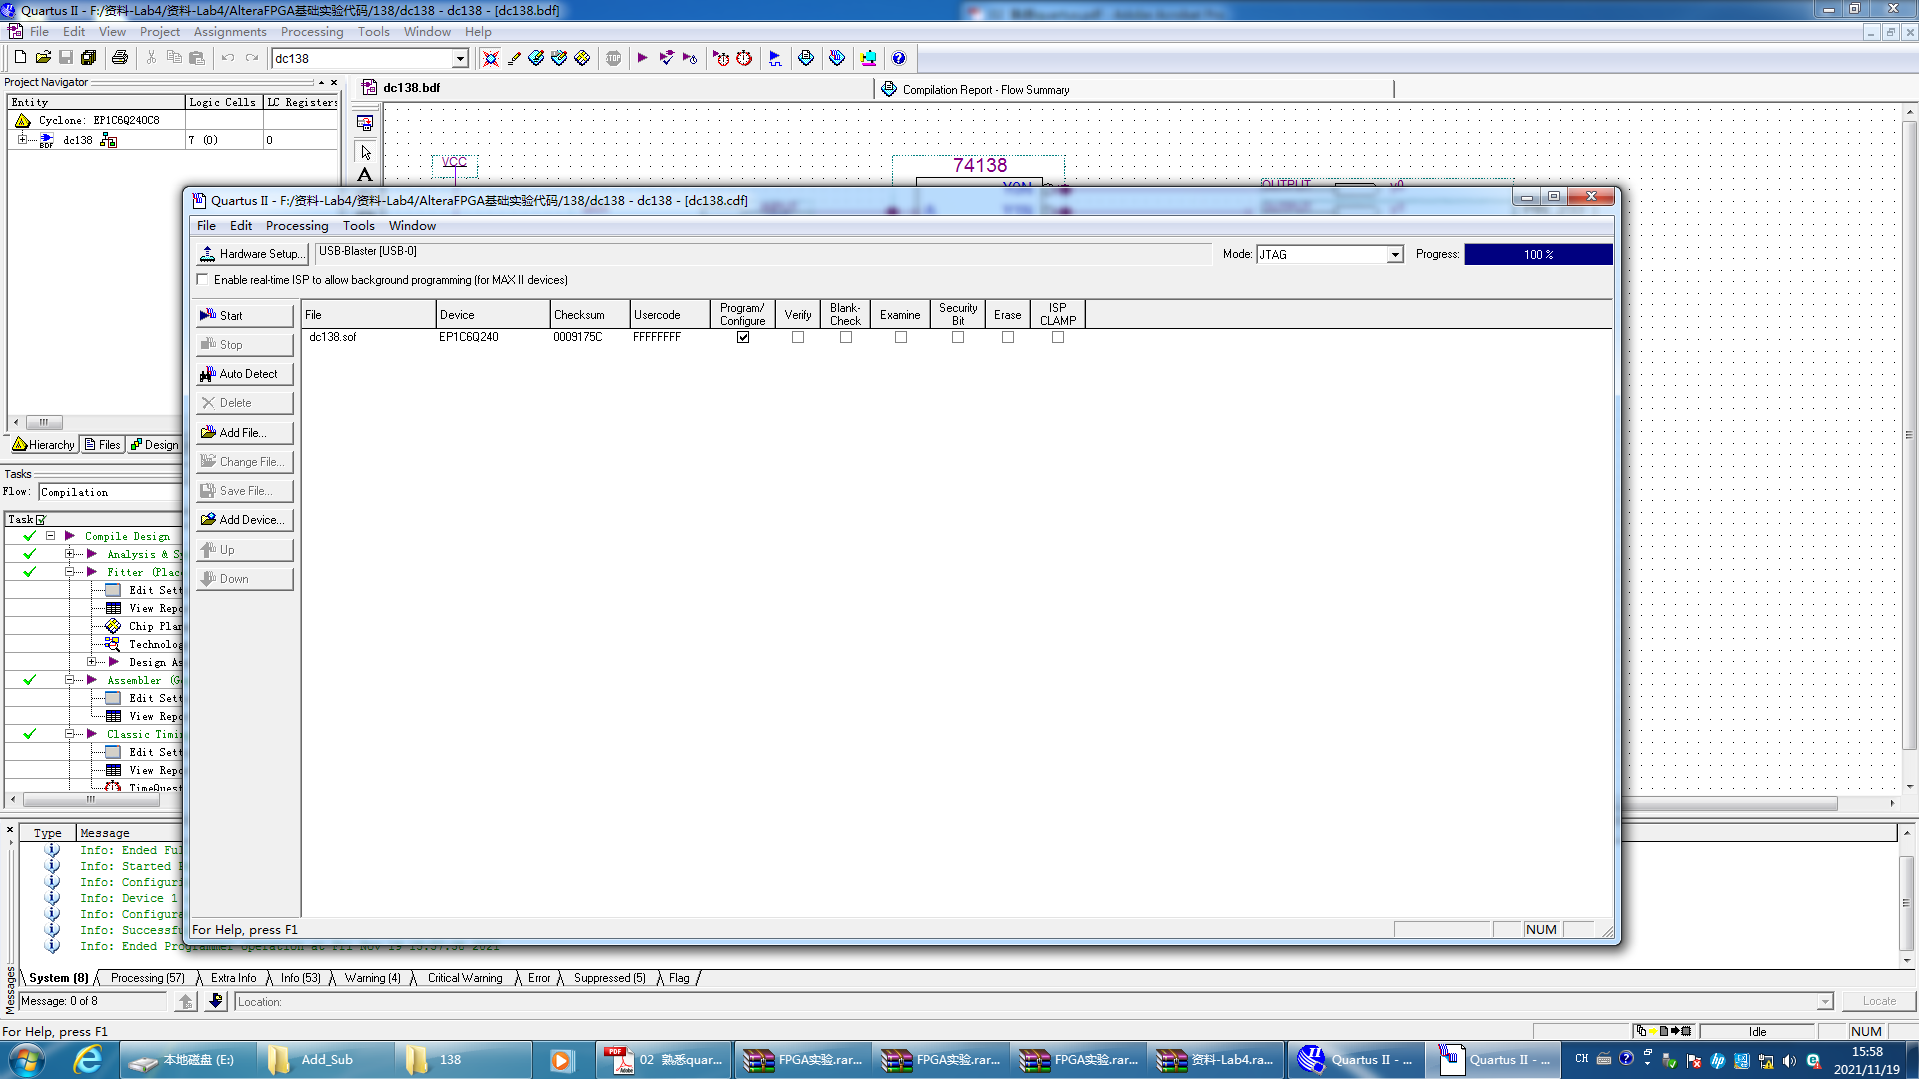 Quartus II - F:/资料-Lab4/资料-Lab4/AlteraFPGA基础实验代码/138/dc138 - dc138 - [dc138.bdf]
File Edit View Project Assignments Processing Tools Window Help
dc138
Project Navigator
dc138.bdf
Compilation Report - Flow Summary
Entity Logic Cells LC Registers
Cyclone: EP1C6Q240C8
dc138 7 (0) 0
VCC
74138
OUTPUT
Quartus II - F:/资料-Lab4/资料-Lab4/AlteraFPGA基础实验代码/138/dc138 - dc138 - [dc138.cdf]
File Edit Processing Tools Window
Hardware Setup... USB-Blaster [USB-0] Mode: JTAG Progress: 100 %
Enable real-time ISP to allow background programming (for MAX II devices)
File Device Checksum Usercode Program/Configure Verify Blank-Check Examine Security Bit Erase ISP CLAMP
dc138.sof EP1C6Q240 0009175C FFFFFFFF
Start
Stop
Auto Detect
Delete
Add File...
Change File...
Save File...
Add Device...
Up
Down
For Help, press F1
NUM
Hierarchy Files Design
Tasks
Flow: Compilation
Task
Compile Design
Analysis & Sy
Fitter (Plac
Edit Sett
View Repo
Chip Plan
Technolog
Design As
Assembler (Ge
Edit Sett
View Repo
Classic Timi
Edit Sett
View Repo
TimeQuest
Type Message
Info: Ended Ful
Info: Started P
Info: Configuri
Info: Device 1
Info: Configura
Info: Successfu
Info: Ended Programmer operation at Fri Nov 19 15:57:58 2021
System (8) Processing (57) Extra Info Info (53) Warning (4) Critical Warning Error Suppressed (5) Flag
Messages
Message: 0 of 8 Location: Locate
For Help, press F1 Idle NUM
本地磁盘 (E:) Add_Sub 138 02 熟悉quar... FPGA实验.rar... FPGA实验.rar... FPGA实验.rar... 资料-Lab4.ra... Quartus II - ... Quartus II - ... CH 15:58
2021/11/19